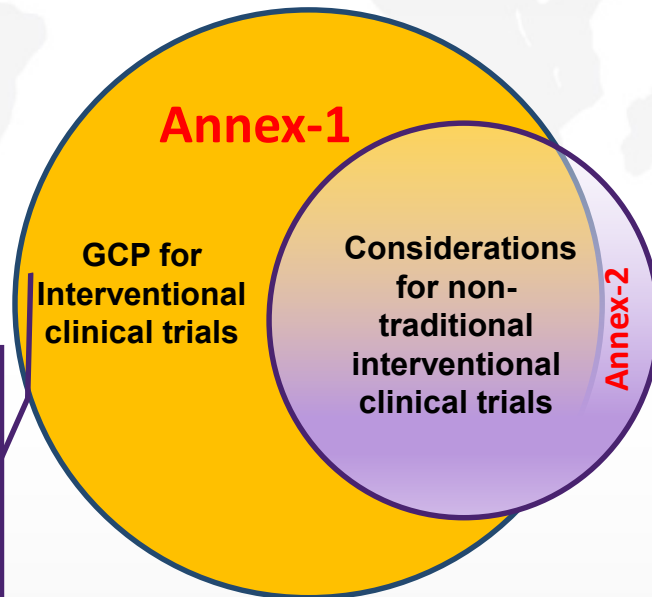 Annex-1
GCP for
Interventional
clinical trials
Considerations
for non-
traditional
interventional
clinical trials
Annex-2